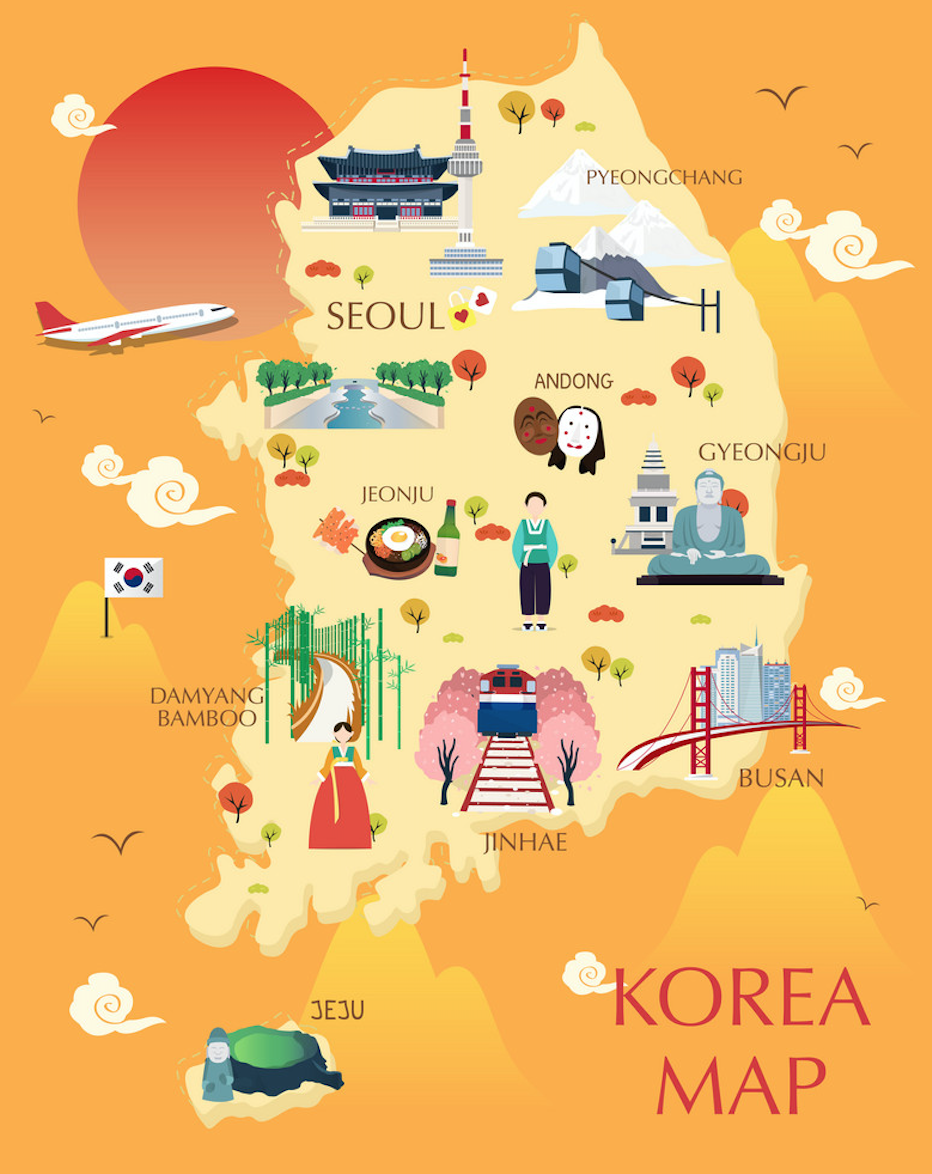 PYEONGCHANG
SEOUL
ANDONG
GYEONGJU
JEONJU
DAMYANG
BAMBOO
BUSAN
JINHAE
JEJU
KOREA
MAP